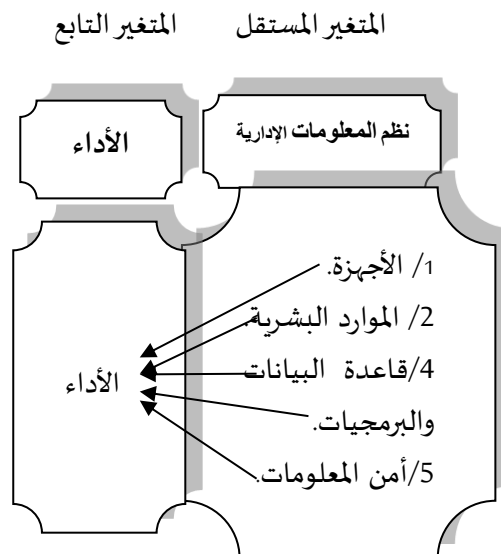 المتغير المستقل
المتغير التابع
نظم المعلومات الإدارية
الأداء
1/ الأجهزة.
2/ الموارد البشرية.
4/قاعدة البيانات
والبرمجيات.
5/أمن المعلومات.
الأداء